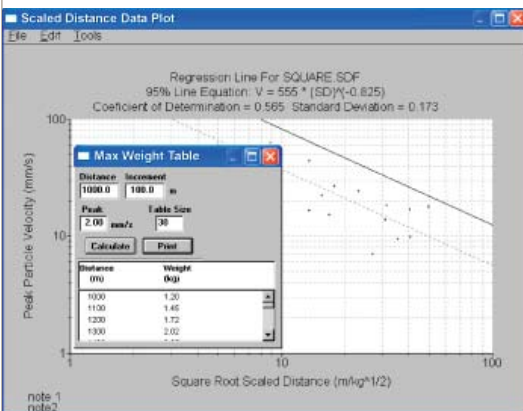 Scaled Distance Data Plot
File Edit Tools
Regression Line For SQUARE.SDF
95% Line Equation: V = 555 * (SD)^(-0.825)
Coeficient of Determination = 0.565 Standard Deviation = 0.173
Peak Particle Velocity (mm/s)
100
10
1
Max Weight Table
Distance Increment
1000.0 100.0 m
Peak Table Size
2.00 mm/s 30
Calculate Print
Distance Weight
(m) (kg)
1000 1.20
1100 1.45
1200 1.72
1300 2.02
1 10 100
Square Root Scaled Distance (m/kg^1/2)
note 1
note2